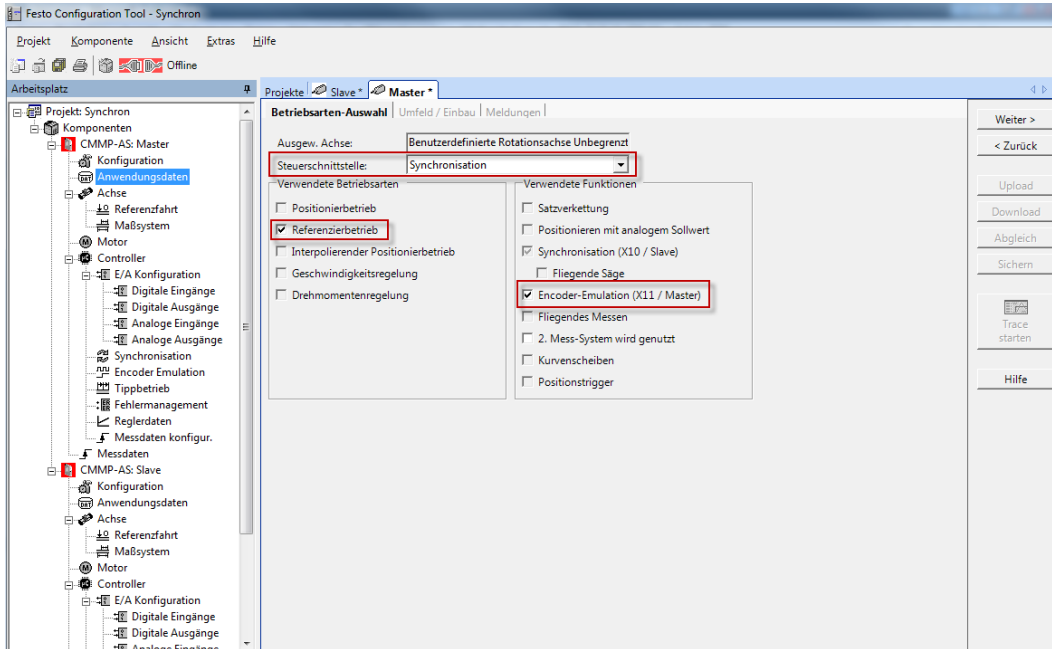 Festo Configuration Tool - Synchron
Projekt Komponente Ansicht Extras Hilfe
Offline
Arbeitsplatz
Projekt: Synchron
Komponenten
CMMP-AS: Master
Konfiguration
Anwendungsdaten
Achse
Referenzfahrt
Maßsystem
Motor
Controller
E/A Konfiguration
Digitale Eingänge
Digitale Ausgänge
Analoge Eingänge
Analoge Ausgänge
Synchronisation
Encoder Emulation
Tippbetrieb
Fehlermanagement
Reglerdaten
Messdaten konfigur.
Messdaten
CMMP-AS: Slave
Konfiguration
Anwendungsdaten
Achse
Referenzfahrt
Maßsystem
Motor
Controller
E/A Konfiguration
Digitale Eingänge
Digitale Ausgänge
Analoge Eingänge
Projekte Slave * Master *
Betriebsarten-Auswahl Umfeld / Einbau Meldungen
Ausgew. Achse: Benutzerdefinierte Rotationsachse Unbegrenzt
Steuerschnittstelle: Synchronisation
Verwendete Betriebsarten
Positionierbetrieb
Referenzierbetrieb
Interpolierender Positionierbetrieb
Geschwindigkeitsregelung
Drehmomentenregelung
Verwendete Funktionen
Satzverkettung
Positionieren mit analogem Sollwert
Synchronisation (X10 / Slave)
Fliegende Säge
Encoder-Emulation (X11 / Master)
Fliegendes Messen
2. Mess-System wird genutzt
Kurvenscheiben
Positionstrigger
Weiter >
< Zurück
Upload
Download
Abgleich
Sichern
Trace
starten
Hilfe